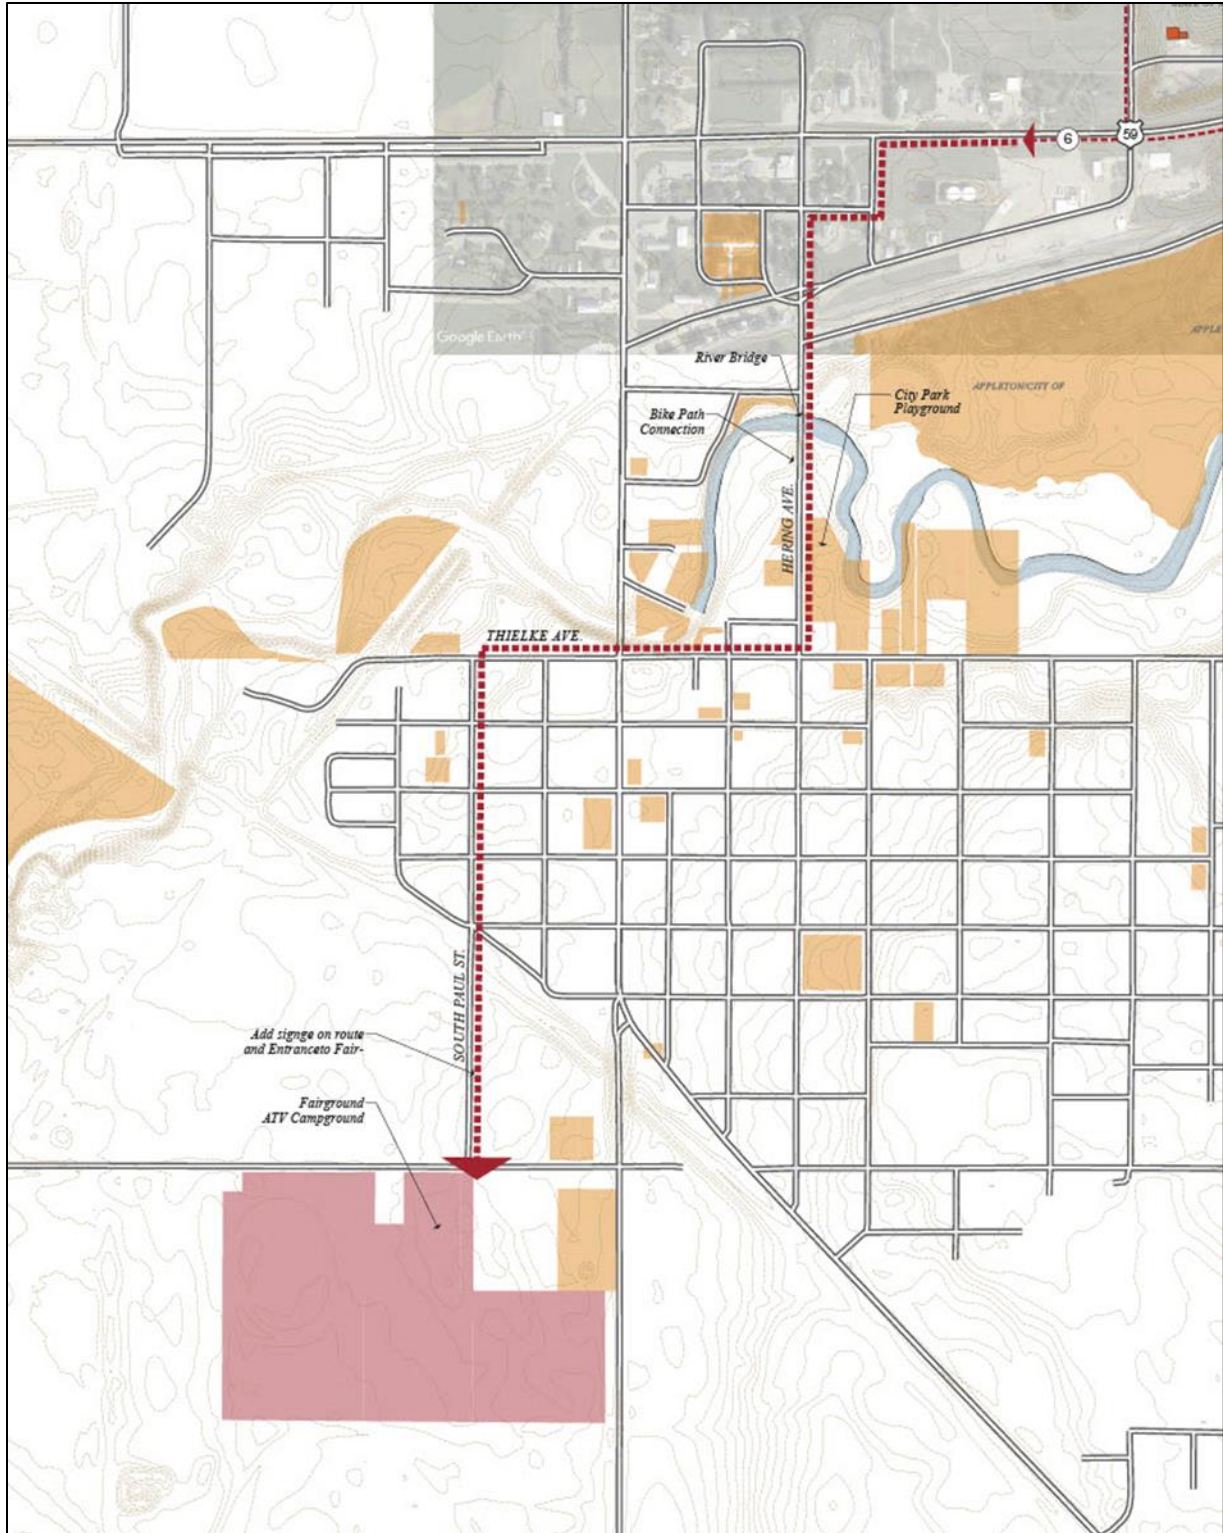 6
59
Google Earth
APPLE
River Bridge
APPLETON/CITY OF
City Park
Playground
Bike Path
Connection
HERING AVE.
THIELKE AVE.
SOUTH PAUL ST.
Add signge on route
and Entranceto Fair-
Fairground
ATV Campground